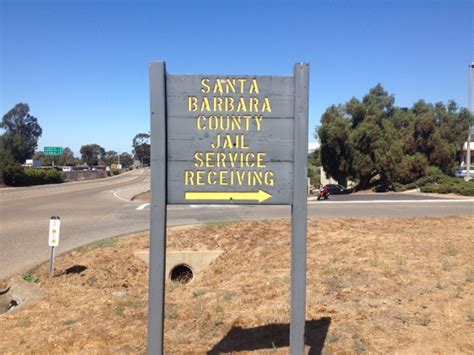 SANTA
BARBARA
COUNTY
JAIL
SERVICE
RECEIVING